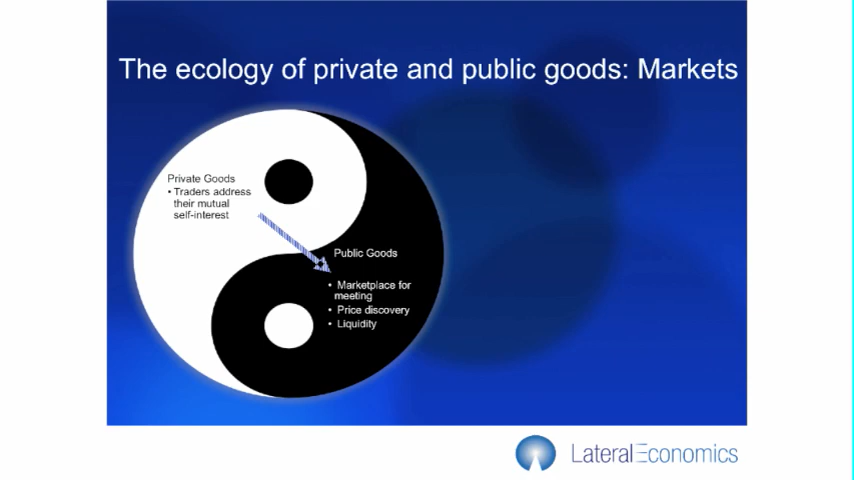 The ecology of private and public goods: Markets
Private Goods
• Traders address
their mutual
self-interest
Public Goods
• Marketplace for
meeting
• Price discovery
• Liquidity
LateralEconomics